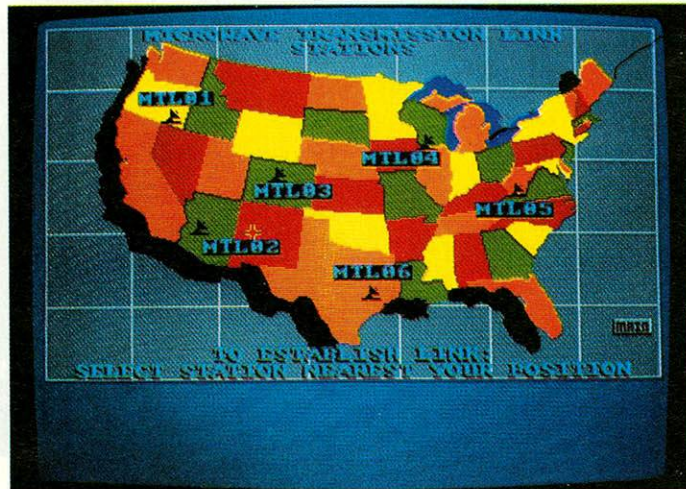 MICROWAVE TRANSMISSION LINK
STATIONS
MTL01
MTL04
MTL03
MTL05
MTL02
MTL06
MAIN
TO ESTABLISH LINK:
SELECT STATION NEAREST YOUR POSITION